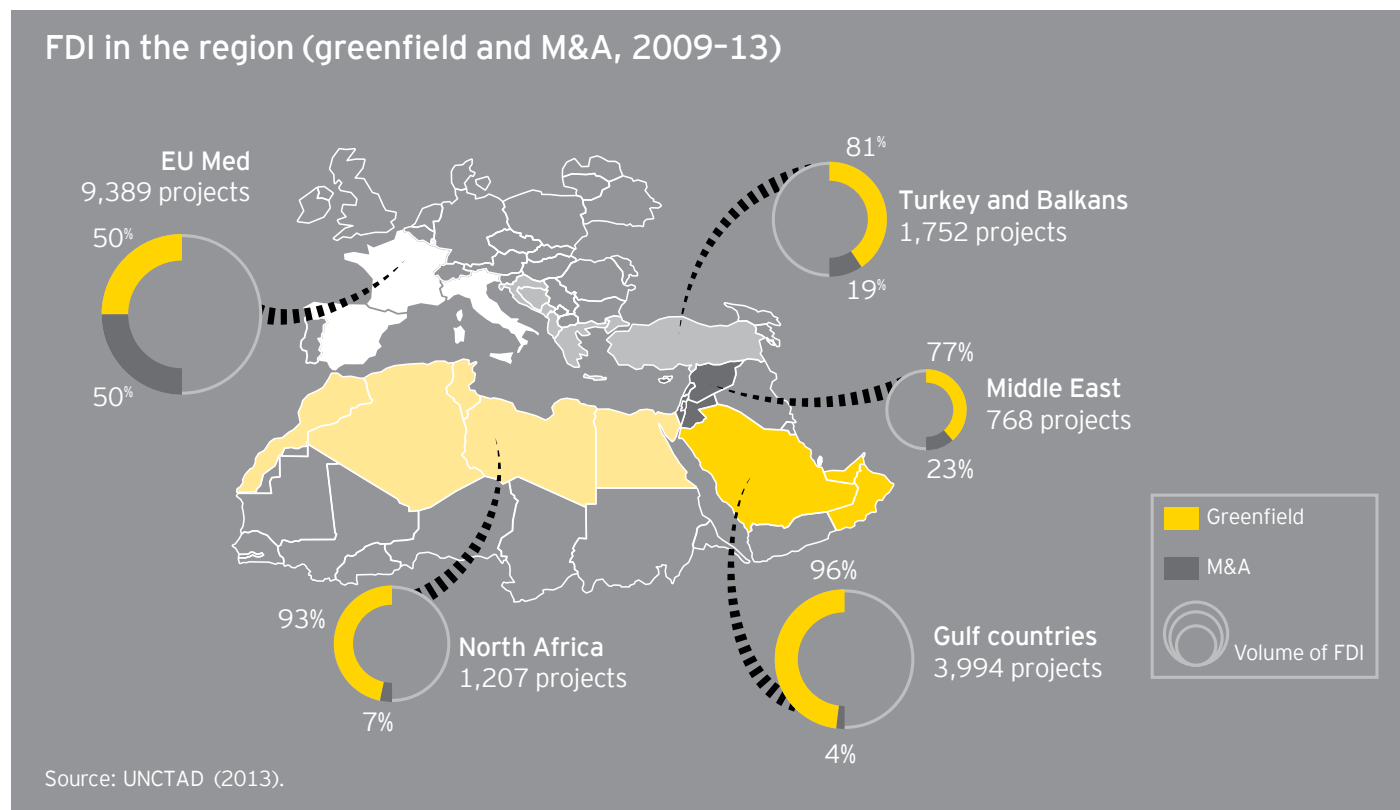 FDI in the region (greenfield and M&A, 2009–13)
EU Med
9,389 projects
50%
50%
81%
Turkey and Balkans
1,752 projects
19%
77%
Middle East
768 projects
23%
93%
North Africa
1,207 projects
7%
96%
Gulf countries
3,994 projects
4%
Greenfield
M&A
Volume of FDI
Source: UNCTAD (2013).